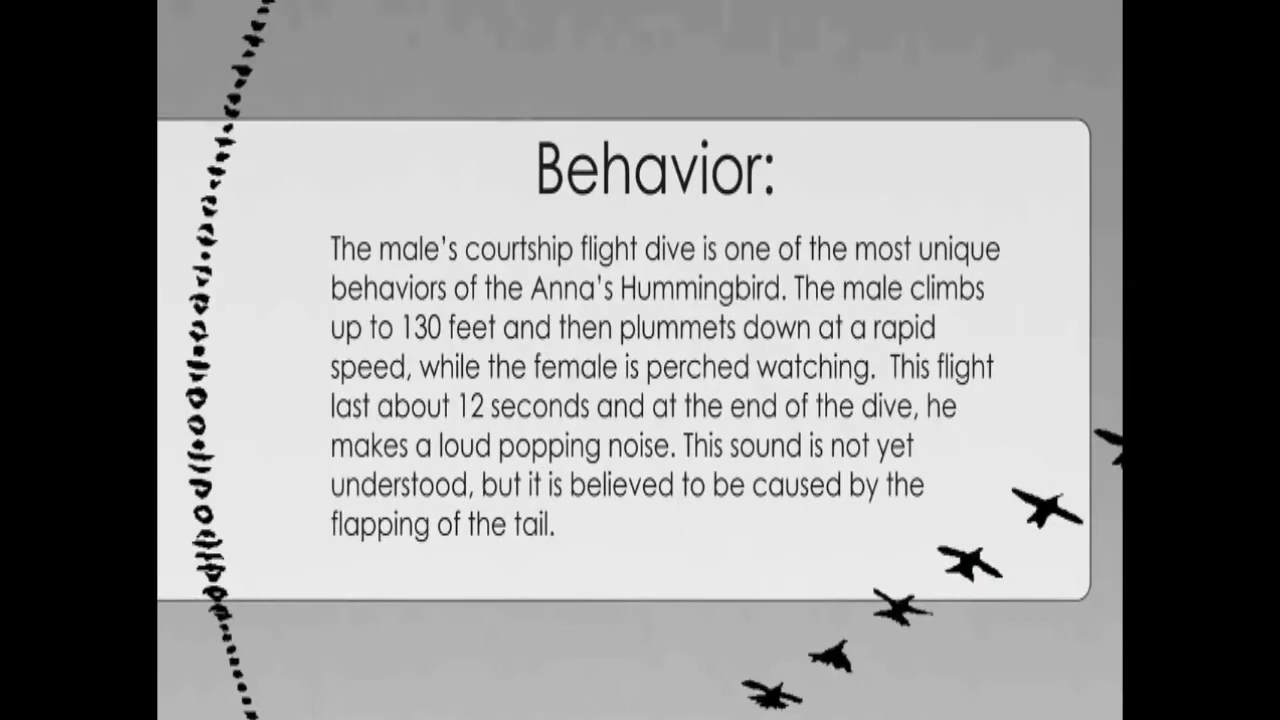 Behavior:
The male's courtship flight dive is one of the most unique
behaviors of the Anna's Hummingbird. The male climbs
up to 130 feet and then plummets down at a rapid
speed, while the female is perched watching.  This flight
last about 12 seconds and at the end of the dive, he
makes a loud popping noise. This sound is not yet
understood, but it is believed to be caused by the
flapping of the tail.